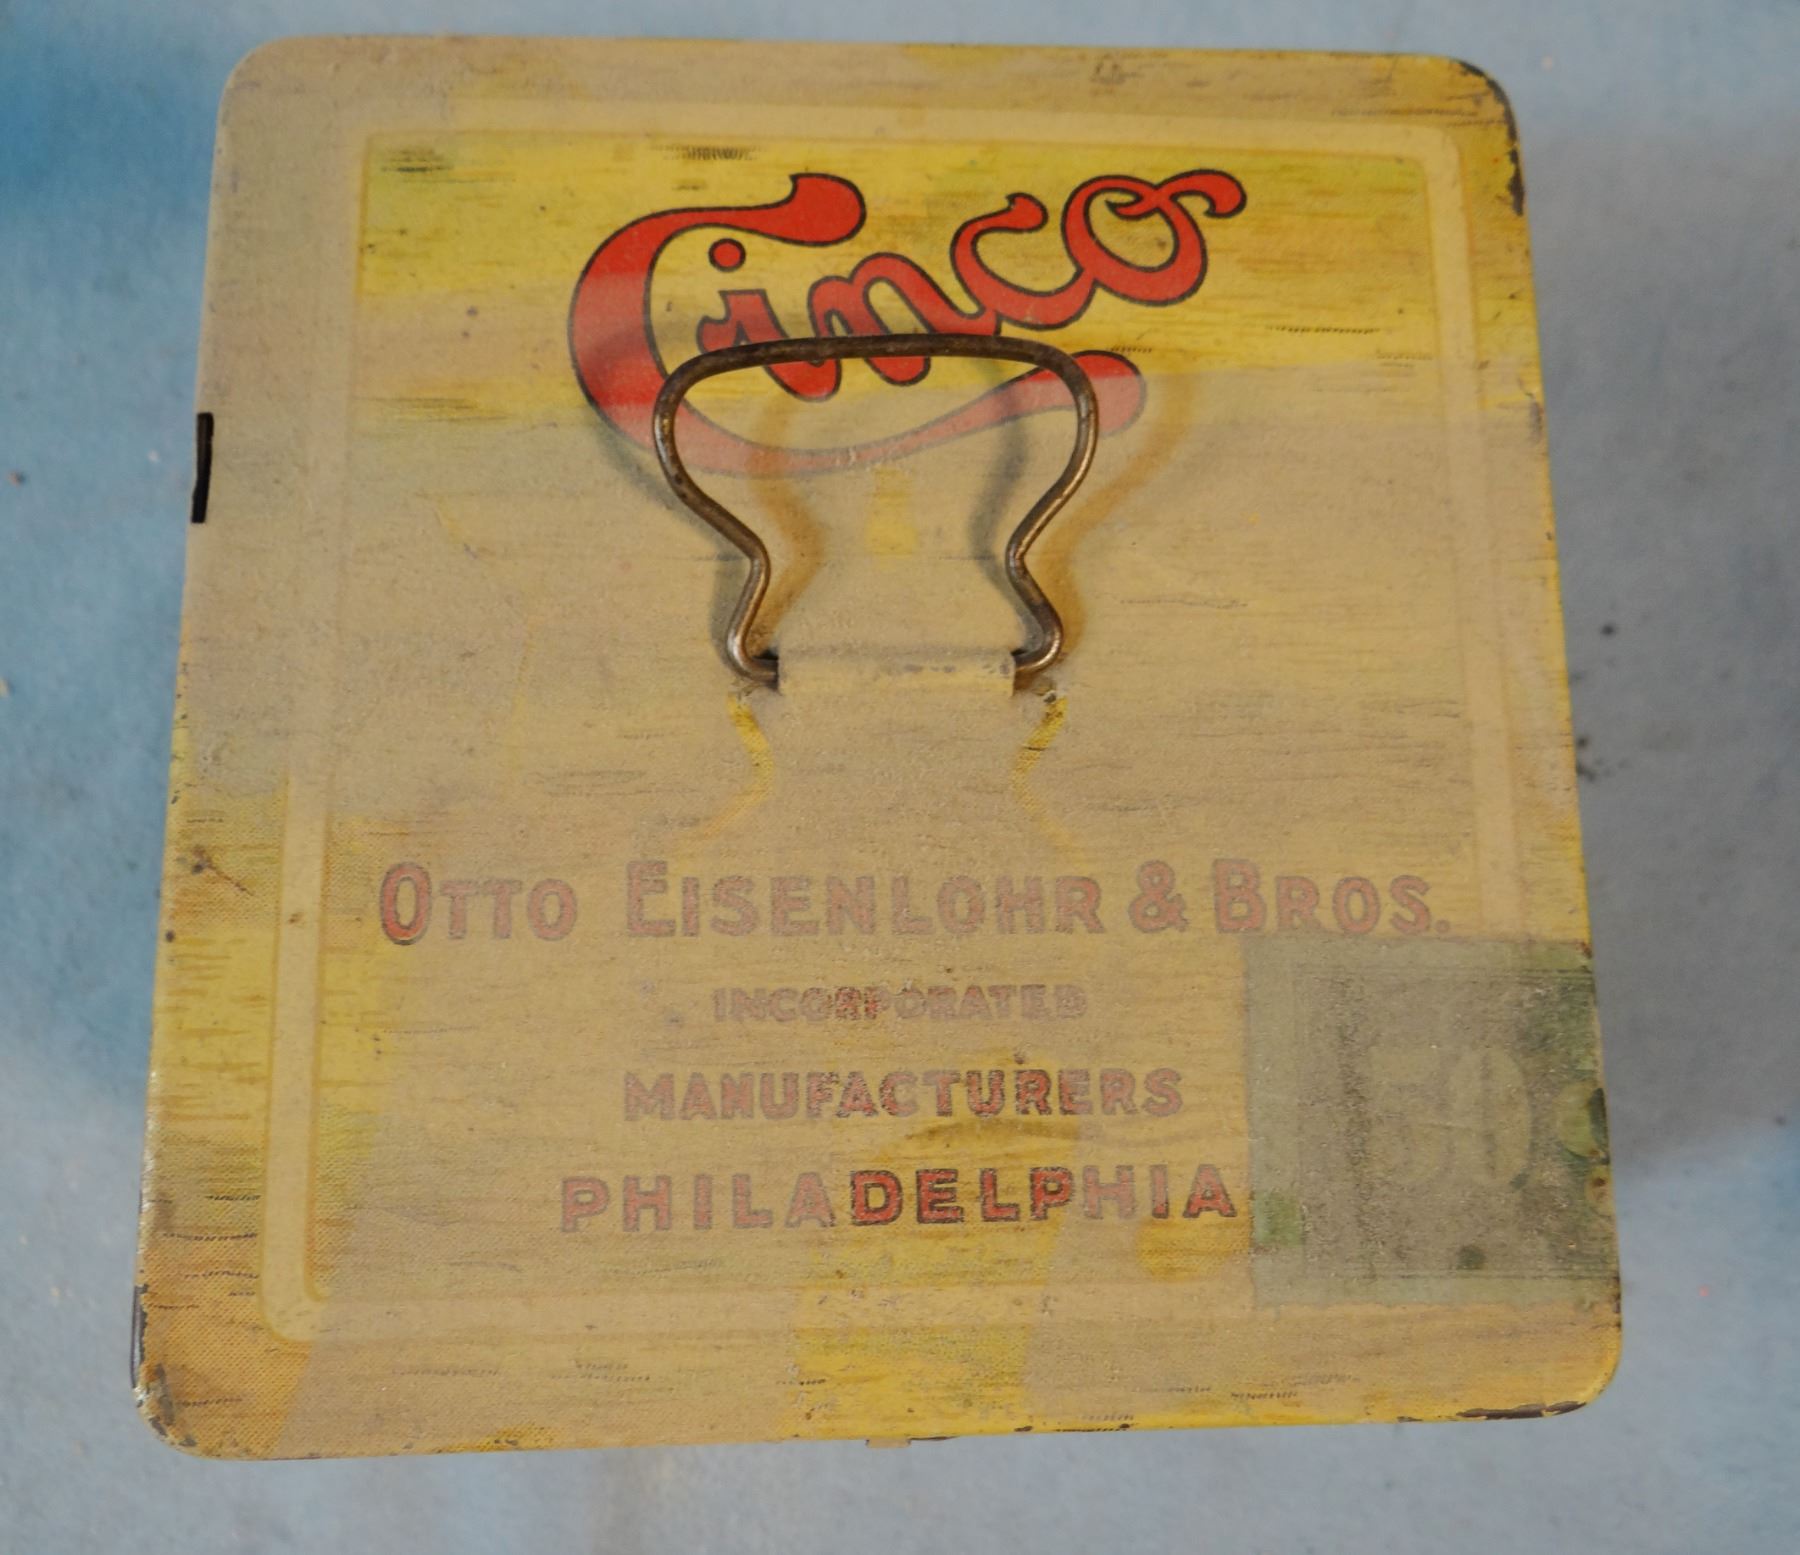 Cinco
OTTO EISENLOHR & BROS.
INCORPORATED
MANUFACTURERS
PHILADELPHIA